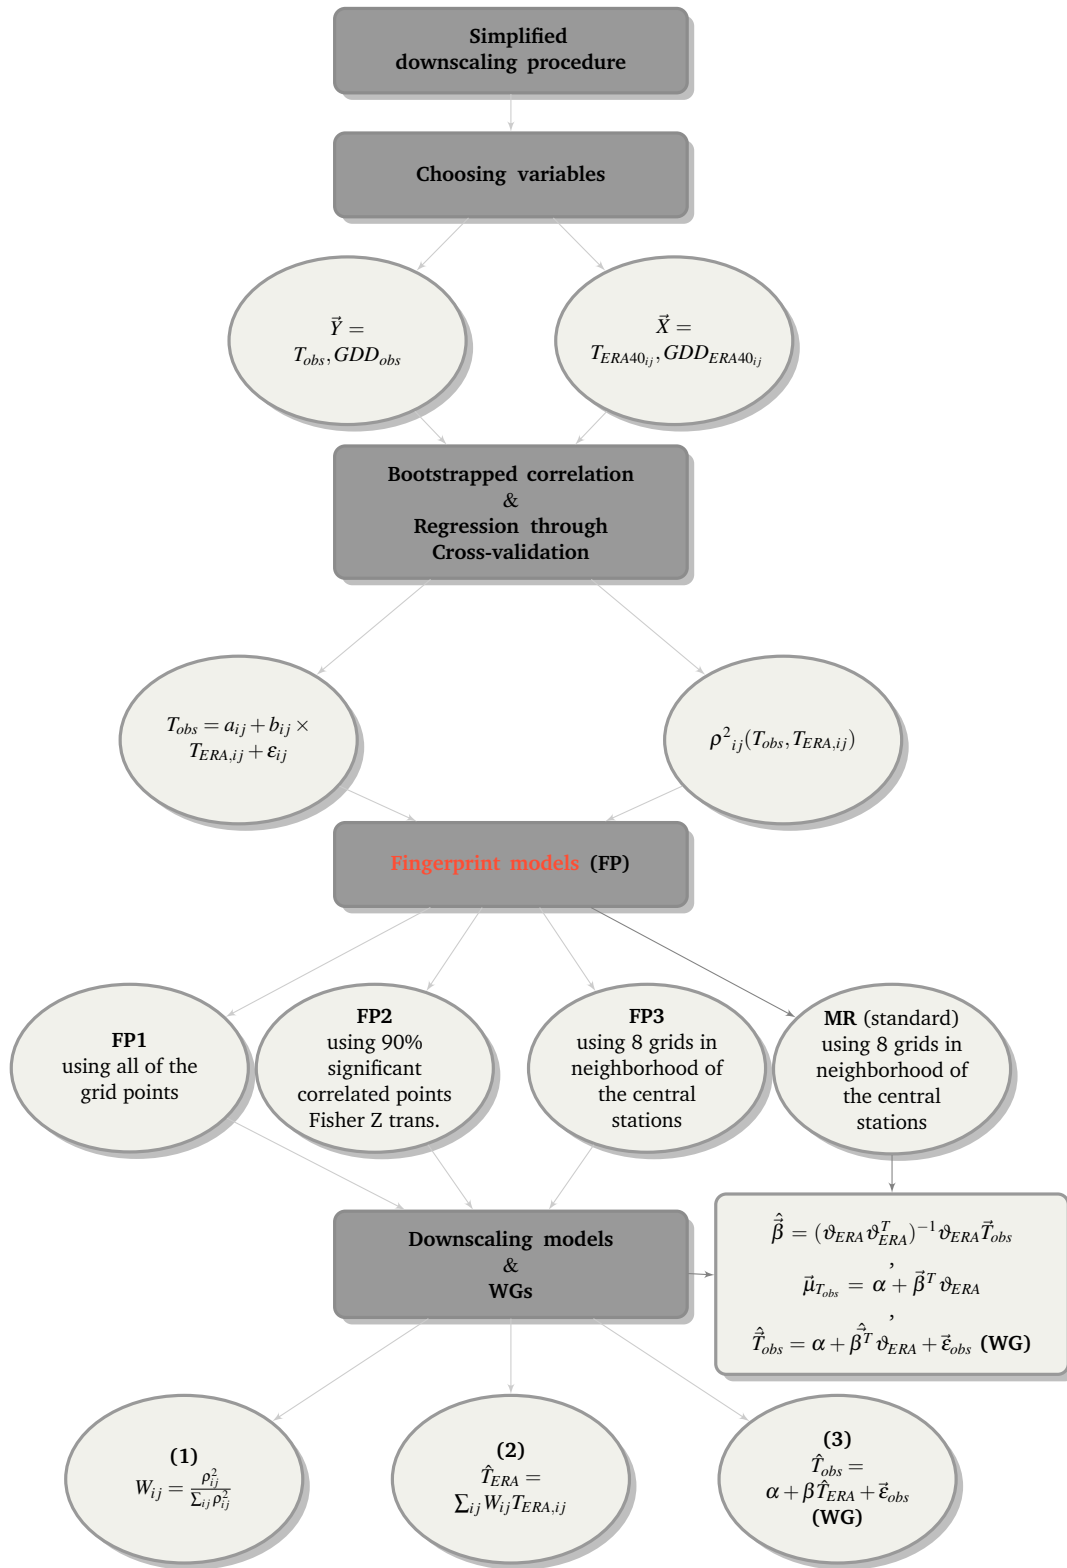 Simplified
downscaling procedure
Choosing variables
$\vec{Y} =$
$T_{obs}, GDD_{obs}$
$\vec{X} =$
$T_{ERA40_{ij}}, GDD_{ERA40_{ij}}$
Bootstrapped correlation
&
Regression through
Cross-validation
$T_{obs} = a_{ij} + b_{ij} \times$
$T_{ERA,ij} + \varepsilon_{ij}$
$\rho^2{}_{ij}(T_{obs}, T_{ERA,ij})$
Fingerprint models (FP)
FP1
using all of the
grid points
FP2
using 90%
significant
correlated points
Fisher Z trans.
FP3
using 8 grids in
neighborhood of
the central
stations
MR (standard)
using 8 grids in
neighborhood of
the central
stations
Downscaling models
&
WGs
$\hat{\vec{\beta}} = (\vartheta_{ERA} \vartheta_{ERA}^T)^{-1} \vartheta_{ERA} \vec{T}_{obs}$
,
$\vec{\mu}_{T_{obs}} = \alpha + \vec{\beta}^T \vartheta_{ERA}$
,
$\hat{\vec{T}}_{obs} = \alpha + \hat{\vec{\beta}^T} \vartheta_{ERA} + \vec{\varepsilon}_{obs}$ (WG)
(1)
$W_{ij} = \frac{\rho_{ij}^2}{\sum_{ij} \rho_{ij}^2}$
(2)
$\hat{T}_{ERA} =$
$\sum_{ij} W_{ij} T_{ERA,ij}$
(3)
$\hat{T}_{obs} =$
$\alpha + \beta \hat{T}_{ERA} + \vec{\varepsilon}_{obs}$
(WG)